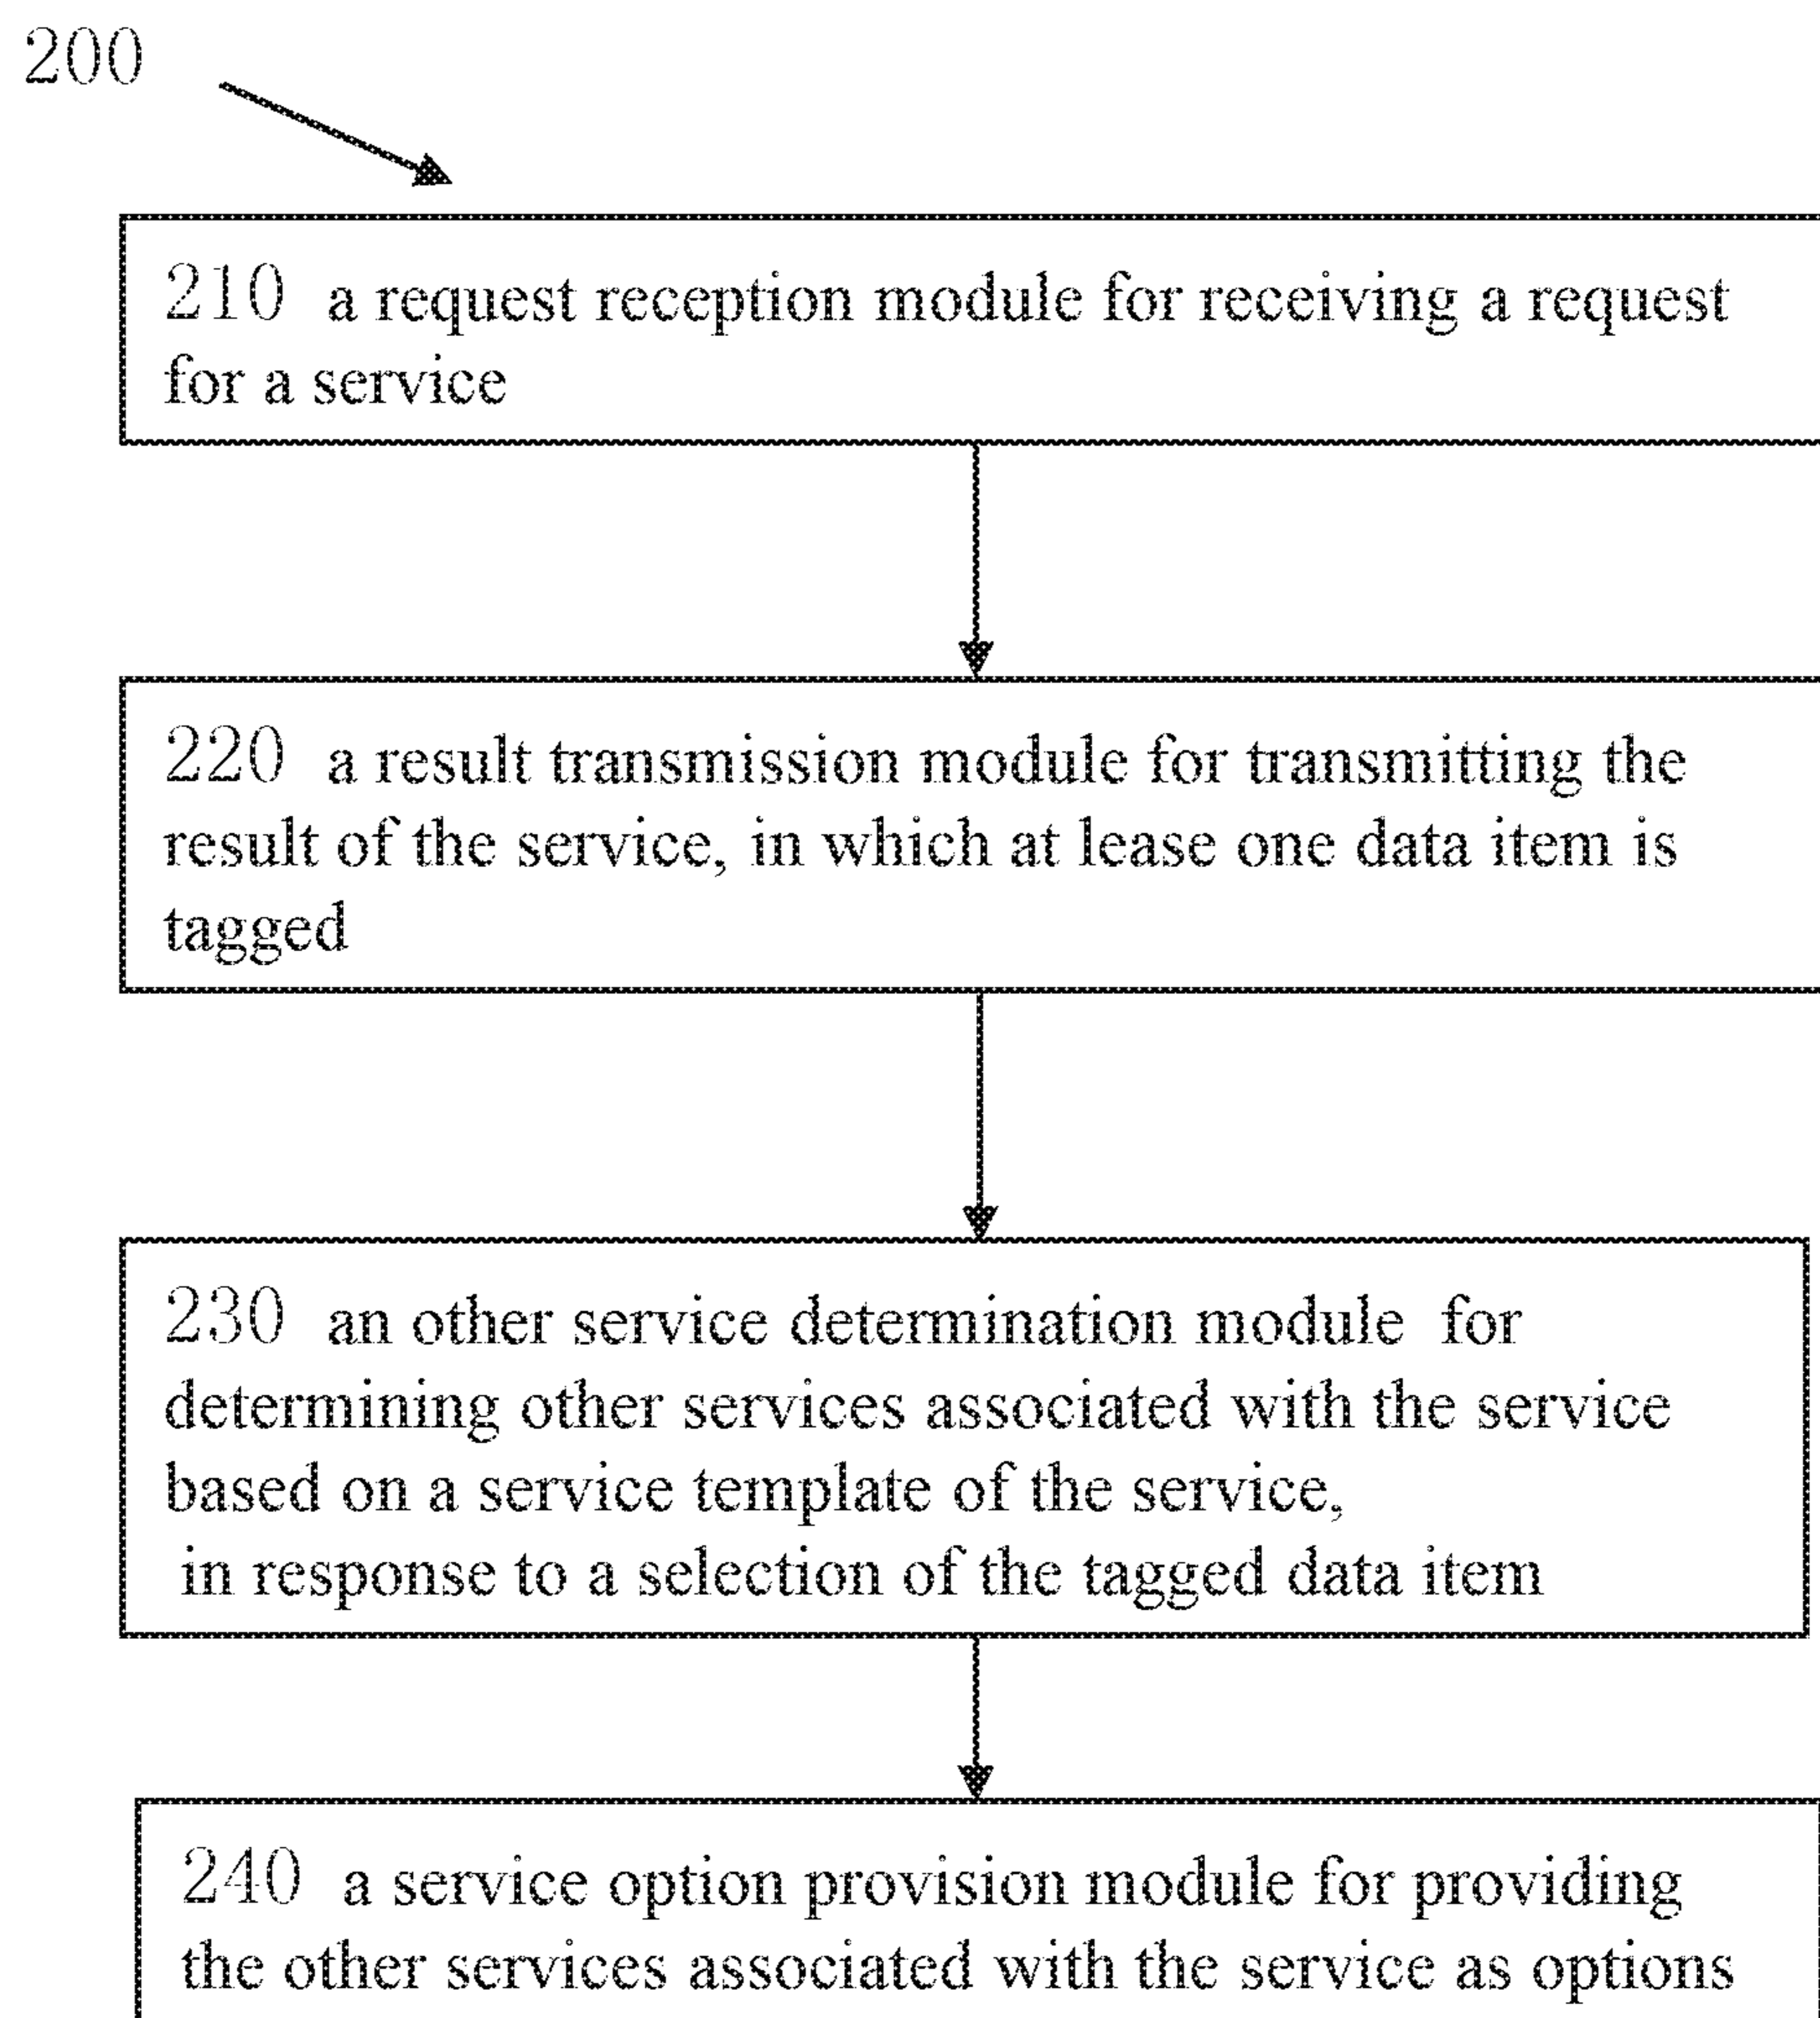 200
210 a request reception module for receiving a request
for a service
220 a result transmission module for transmitting the
result of the service, in which at lease one data item is
tagged
230 an other service determination module for
determining other services associated with the service
based on a service template of the service,
in response to a selection of the tagged data item
240 a service option provision module for providing
the other services associated with the service as options